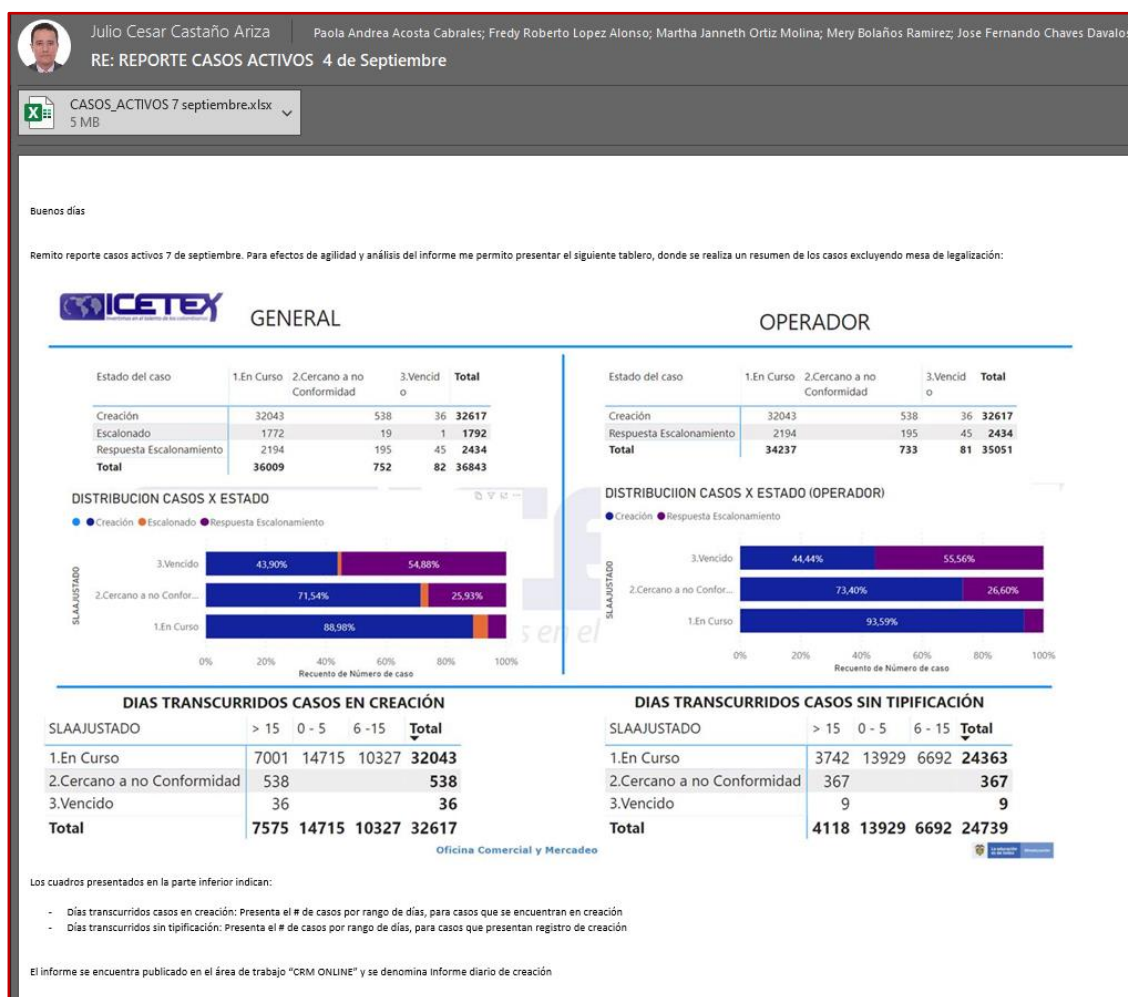 Julio Cesar Castaño Ariza
Paola Andrea Acosta Cabrales; Fredy Roberto Lopez Alonso; Martha Janneth Ortiz Molina; Mery Bolaños Ramirez; Jose Fernando Chaves Davalos
RE: REPORTE CASOS ACTIVOS 4 de Septiembre
CASOS_ACTIVOS 7 septiembre.xlsx
5 MB
Buenos días
Remito reporte casos activos 7 de septiembre. Para efectos de agilidad y análisis del informe me permito presentar el siguiente tablero, donde se realiza un resumen de los casos excluyendo mesa de legalización:
ICETEX
GENERAL
Estado del caso 1.En Curso 2.Cercano a no Conformidad 3.Vencido Total
Creación 32043 538 36 32617
Escalonado 1772 19 1 1792
Respuesta Escalonamiento 2194 195 45 2434
Total 36009 752 82 36843
DISTRIBUCION CASOS X ESTADO
Creación Escalonado Respuesta Escalonamiento
SLAAJUSTADO
3.Vencido 43,90% 54,88%
2.Cercano a no Confor... 71,54% 25,93%
1.En Curso 88,98%
0% 20% 40% 60% 80% 100%
Recuento de Número de caso
OPERADOR
Estado del caso 1.En Curso 2.Cercano a no Conformidad 3.Vencido Total
Creación 32043 538 36 32617
Respuesta Escalonamiento 2194 195 45 2434
Total 34237 733 81 35051
DISTRIBUCIION CASOS X ESTADO (OPERADOR)
Creación Respuesta Escalonamiento
SLAAJUSTADO
3.Vencido 44,44% 55,56%
2.Cercano a no Confor... 73,40% 26,60%
1.En Curso 93,59%
0% 20% 40% 60% 80% 100%
Recuento de Número de caso
DIAS TRANSCURRIDOS CASOS EN CREACIÓN
SLAAJUSTADO > 15 0 - 5 6 -15 Total
1.En Curso 7001 14715 10327 32043
2.Cercano a no Conformidad 538 538
3.Vencido 36 36
Total 7575 14715 10327 32617
DIAS TRANSCURRIDOS CASOS SIN TIPIFICACIÓN
SLAAJUSTADO > 15 0 - 5 6 - 15 Total
1.En Curso 3742 13929 6692 24363
2.Cercano a no Conformidad 367 367
3.Vencido 9 9
Total 4118 13929 6692 24739
Oficina Comercial y Mercadeo
Los cuadros presentados en la parte inferior indican:
- Días transcurridos casos en creación: Presenta el # de casos por rango de días, para casos que se encuentran en creación
- Días transcurridos sin tipificación: Presenta el # de casos por rango de días, para casos que presentan registro de creación
El informe se encuentra publicado en el área de trabajo “CRM ONLINE” y se denomina Informe diario de creación